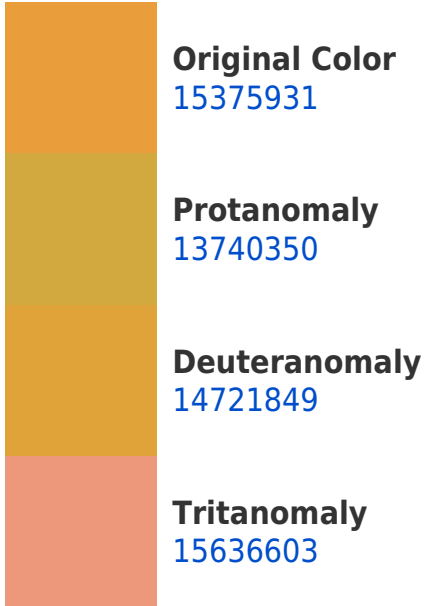 Original Color
15375931
Protanomaly
13740350
Deuteranomaly
14721849
Tritanomaly
15636603